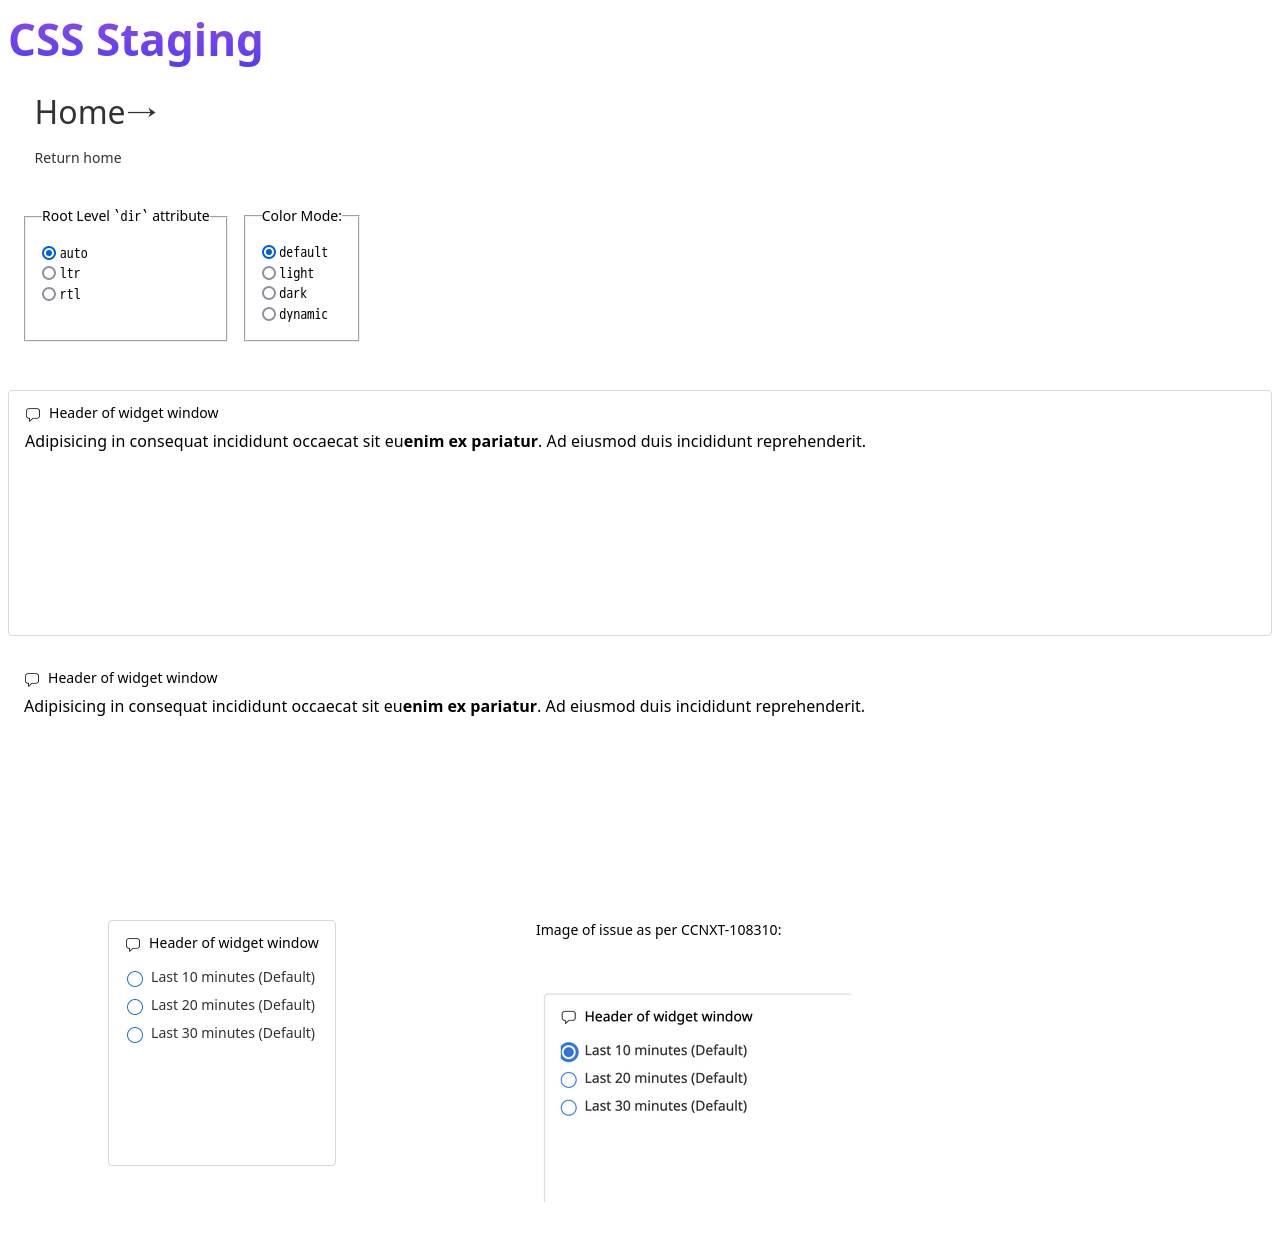 CSS Staging
Home→
Return home
Root Level `dir` attribute
auto
ltr
rtl
Color Mode:
default
light
dark
dynamic
Header of widget window
Adipisicing in consequat incididunt occaecat sit euenim ex pariatur. Ad eiusmod duis incididunt reprehenderit.
Header of widget window
Adipisicing in consequat incididunt occaecat sit euenim ex pariatur. Ad eiusmod duis incididunt reprehenderit.
Header of widget window
Last 10 minutes (Default)
Last 20 minutes (Default)
Last 30 minutes (Default)
Image of issue as per CCNXT-108310:
Header of widget window
Last 10 minutes (Default)
Last 20 minutes (Default)
Last 30 minutes (Default)